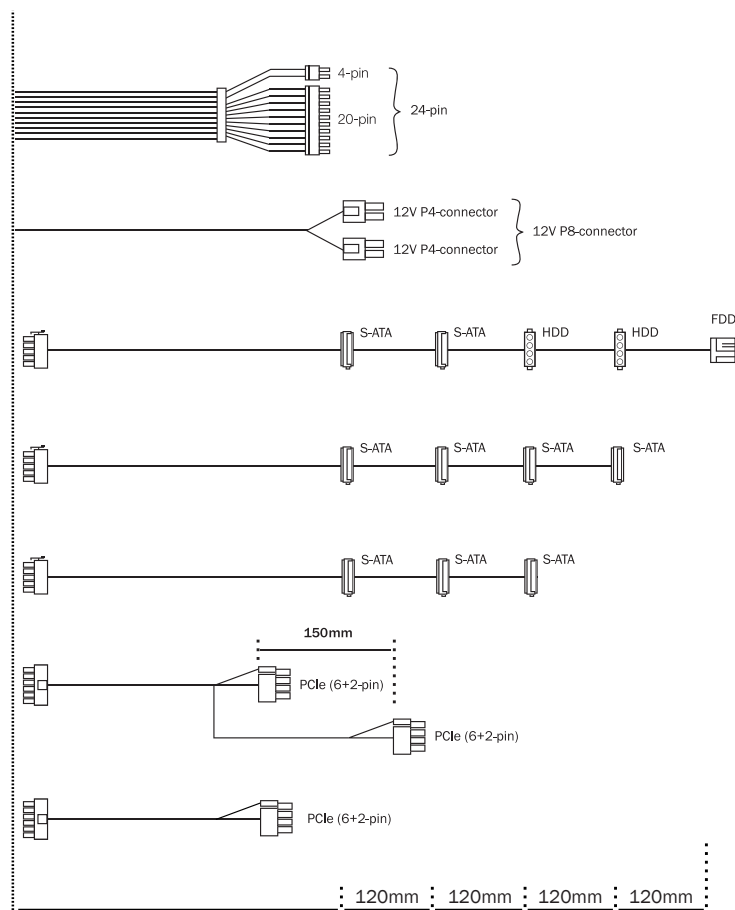 4-pin
20-pin
24-pin
12V P4-connector
12V P8-connector
12V P4-connector
S-ATA S-ATA HDD HDD FDD
S-ATA S-ATA S-ATA S-ATA
S-ATA S-ATA S-ATA
150mm
PCIe (6+2-pin)
PCIe (6+2-pin)
PCIe (6+2-pin)
120mm 120mm 120mm 120mm